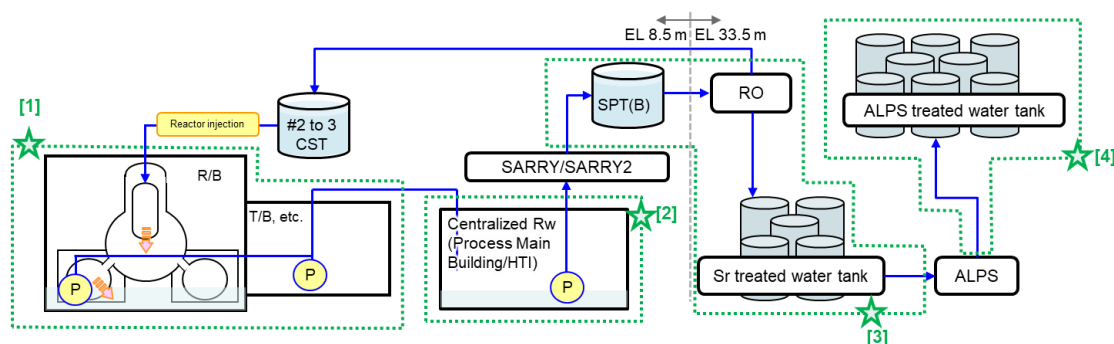 EL 8.5 m
EL 33.5 m
[1]
Reactor injection
#2 to 3
CST
SPT(B)
RO
ALPS treated water tank
[4]
R/B
T/B, etc.
SARRY/SARRY2
[2]
Centralized Rw
(Process Main
Building/HTI)
P
P
P
Sr treated water tank
ALPS
[3]